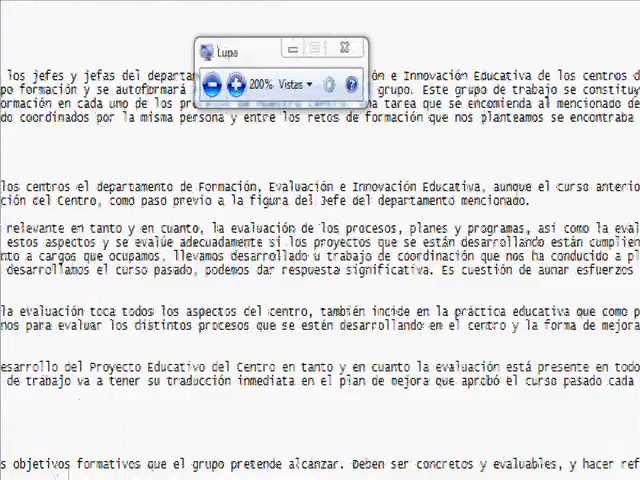 Lupa
200% Vistas
los jefes y jefas del departam ón e Innovación Educativa de los centros d
po formación y se autoformará grupo. Este grupo de trabajo se constituy
ormación en cada uno de los pr na tarea que se encomienda al mencionado de
do coordinados por la misma persona y entre los retos de formación que nos planteamos se encontraba
los centros el departamento de Formación, Evaluación e Innovación Educativa, aunque el curso anterio
ción del Centro, como paso previo a la figura del Jefe del departamento mencionado.
relevante en tanto y en cuanto, la evaluación de los procesos, planes y programas, así como la eval
estos aspectos y se evalúe adecuadamente si los proyectos que se están desarrollando están cumplien
nto a cargos que ocupamos, llevamos desarrollado u trabajo de coordinación que nos ha conducido a pl
desarrollamos el curso pasado, podemos dar respuesta significativa. Es cuestión de aunar esfuerzos
la evaluación toca todos los aspectos del centro, también incide en la práctica educativa que como p
nos para evaluar los distintos procesos que se estén desarrollando en el centro y la forma de mejora
esarrollo del Proyecto Educativo del Centro en tanto y en cuanto la evaluación está presente en todo
de trabajo va a tener su traducción inmediata en el plan de mejora que aprobó el curso pasado cada
s objetivos formativos que el grupo pretende alcanzar. Deben ser concretos y evaluables, y hacer ref